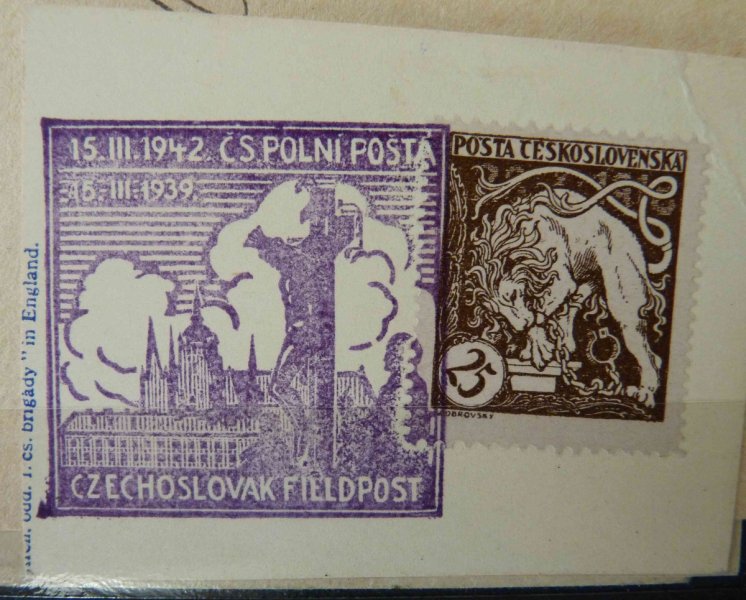 15.III.1942. ČS.POLNÍ POŠTA
15.III.1939.
CZECHOSLOVAK FIELDPOST
POŠTA ČESKOSLOVENSKÁ
25
OBROVSKÝ
odd. 1. čs. brigády" in England.